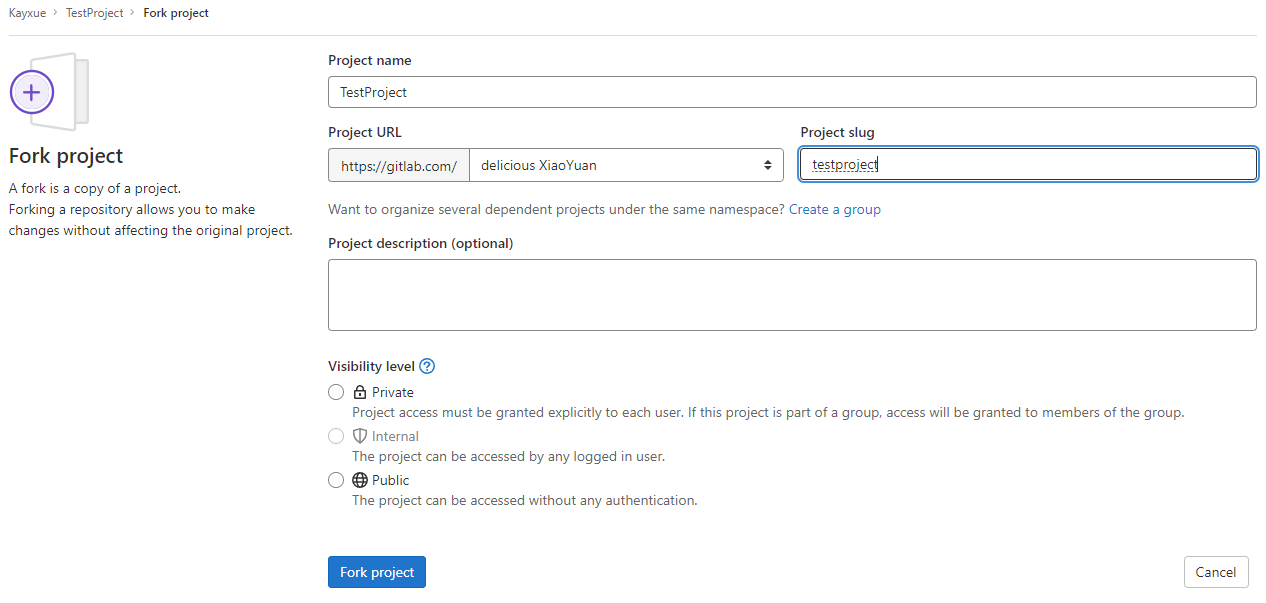 Kayxue > TestProject > Fork project
Fork project
A fork is a copy of a project.
Forking a repository allows you to make
changes without affecting the original project.
Project name
TestProject
Project URL
https://gitlab.com/
delicious XiaoYuan
Project slug
testproject
Want to organize several dependent projects under the same namespace? Create a group
Project description (optional)
Visibility level ?
Private
Project access must be granted explicitly to each user. If this project is part of a group, access will be granted to members of the group.
Internal
The project can be accessed by any logged in user.
Public
The project can be accessed without any authentication.
Fork project
Cancel